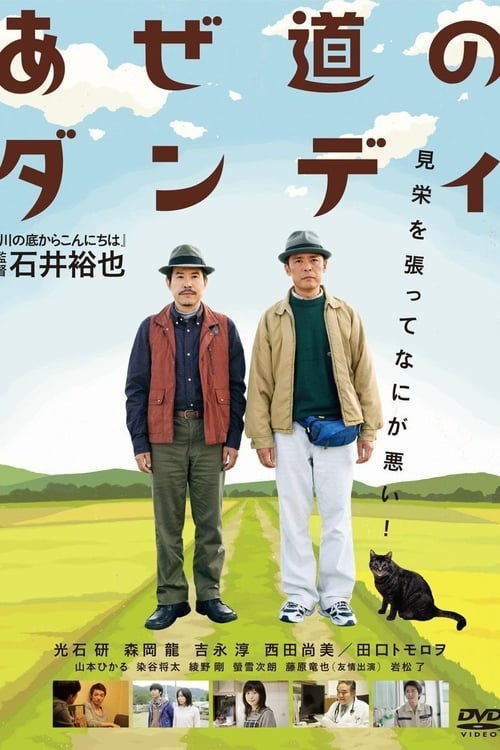 あぜ道の
ダンディ
見栄を張ってなにが悪い!
川の底からこんにちは』
監督 石井裕也
光石 研 森岡 龍 吉永 淳 西田尚美/田口トモロヲ
山本ひかる 染谷将太 綾野 剛 螢雪次朗 藤原竜也(友情出演) 岩松 了
DVD
VIDEO